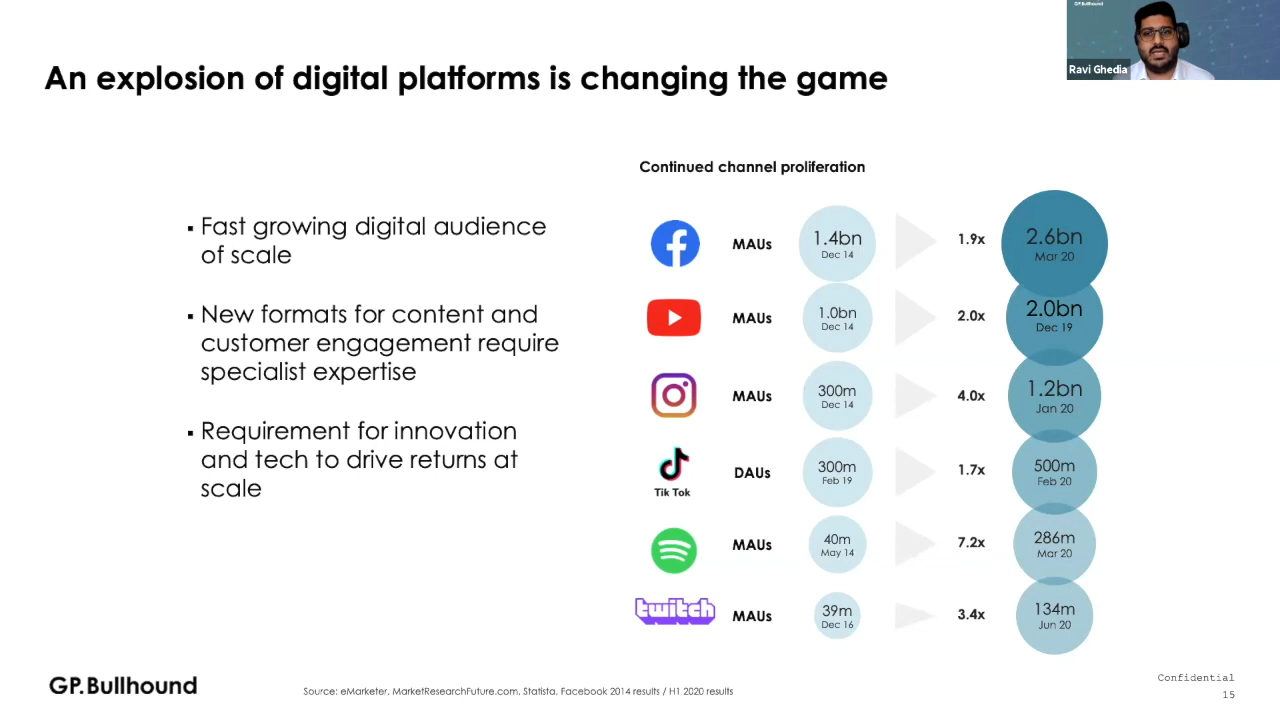 GP.Bullhound
Ravi Ghedia
An explosion of digital platforms is changing the game
▪ Fast growing digital audience
of scale
▪ New formats for content and
customer engagement require
specialist expertise
▪ Requirement for innovation
and tech to drive returns at
scale
Continued channel proliferation
MAUs 1.4bn 1.9x 2.6bn
Dec 14 Mar 20
MAUs 1.0bn 2.0x 2.0bn
Dec 14 Dec 19
MAUs 300m 4.0x 1.2bn
Dec 14 Jan 20
Tik Tok DAUs 300m 1.7x 500m
Feb 19 Feb 20
MAUs 40m 7.2x 286m
May 14 Mar 20
twitch MAUs 39m 3.4x 134m
Dec 16 Jun 20
GP.Bullhound
Source: eMarketer, MarketResearchFuture.com, Statista, Facebook 2014 results / H1 2020 results
Confidential
15